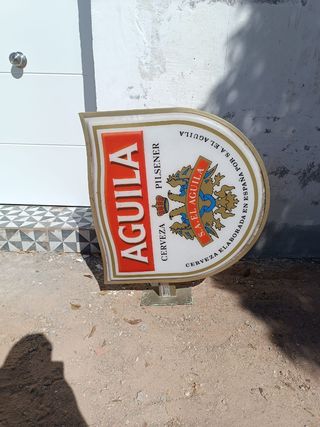 AGUILA
CERVEZA PILSENER
S.A. EL AGUILA
CERVEZA ELABORADA EN ESPAÑA POR S.A. EL AGUILA